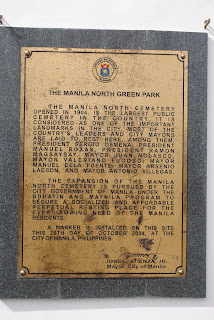 THE MANILA NORTH GREEN PARK
THE MANILA NORTH CEMETERY
OPENED IN 1904, IS THE LARGEST PUBLIC
CEMETERY IN THE COUNTRY. IT IS
CONSIDERED AS ONE OF THE IMPORTANT
LANDMARKS IN THE CITY. MOST OF THE
COUNTRY'S LEADERS AND CITY MAYORS
ARE LAID TO REST HERE, AMONG THEM
PRESIDENT SERGIO OSMEÑA, PRESIDENT
MANUEL ROXAS, PRESIDENT RAMON
MAGSAYSAY, MAYOR JUAN NOLASCO,
MAYOR VALERIANO FUGOSO, MAYOR
MANUEL DELA FUENTE, MAYOR ARSENIO
LACSON, AND MAYOR ANTONIO VILLEGAS.
THE EXPANSION OF THE MANILA
NORTH CEMETERY IS PURSUED BY THE
CITY GOVERNMENT OF MANILA UNDER THE
BUHAYIN ANG MAYNILA PROGRAM TO
SECURE A SOCIALIZED AND AFFORDABLE
PERPETUAL RESTING PLACE FOR THE
EVER-GROWING NEED OF THE MANILA
RESIDENTS.
A MARKER IS INSTALLED ON THIS SITE
THIS 28TH DAY OF OCTOBER 2004, AT THE
CITY OF MANILA, PHILIPPINES.
JOSE L. ATIENZA, JR.
Mayor, City of Manila